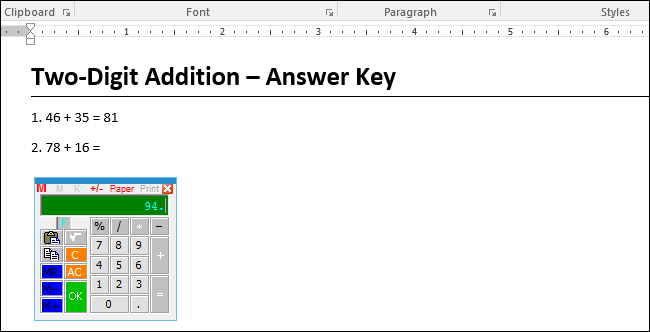 Clipboard Font Paragraph Styles
1 2 3 4 5 6
Two-Digit Addition – Answer Key
1. 46 + 35 = 81
2. 78 + 16 =
M M K +/- Paper Print X
94.
F
% / * −
√ 7 8 9 +
C 4 5 6
MR AC 1 2 3 =
M- OK 0 .
M+